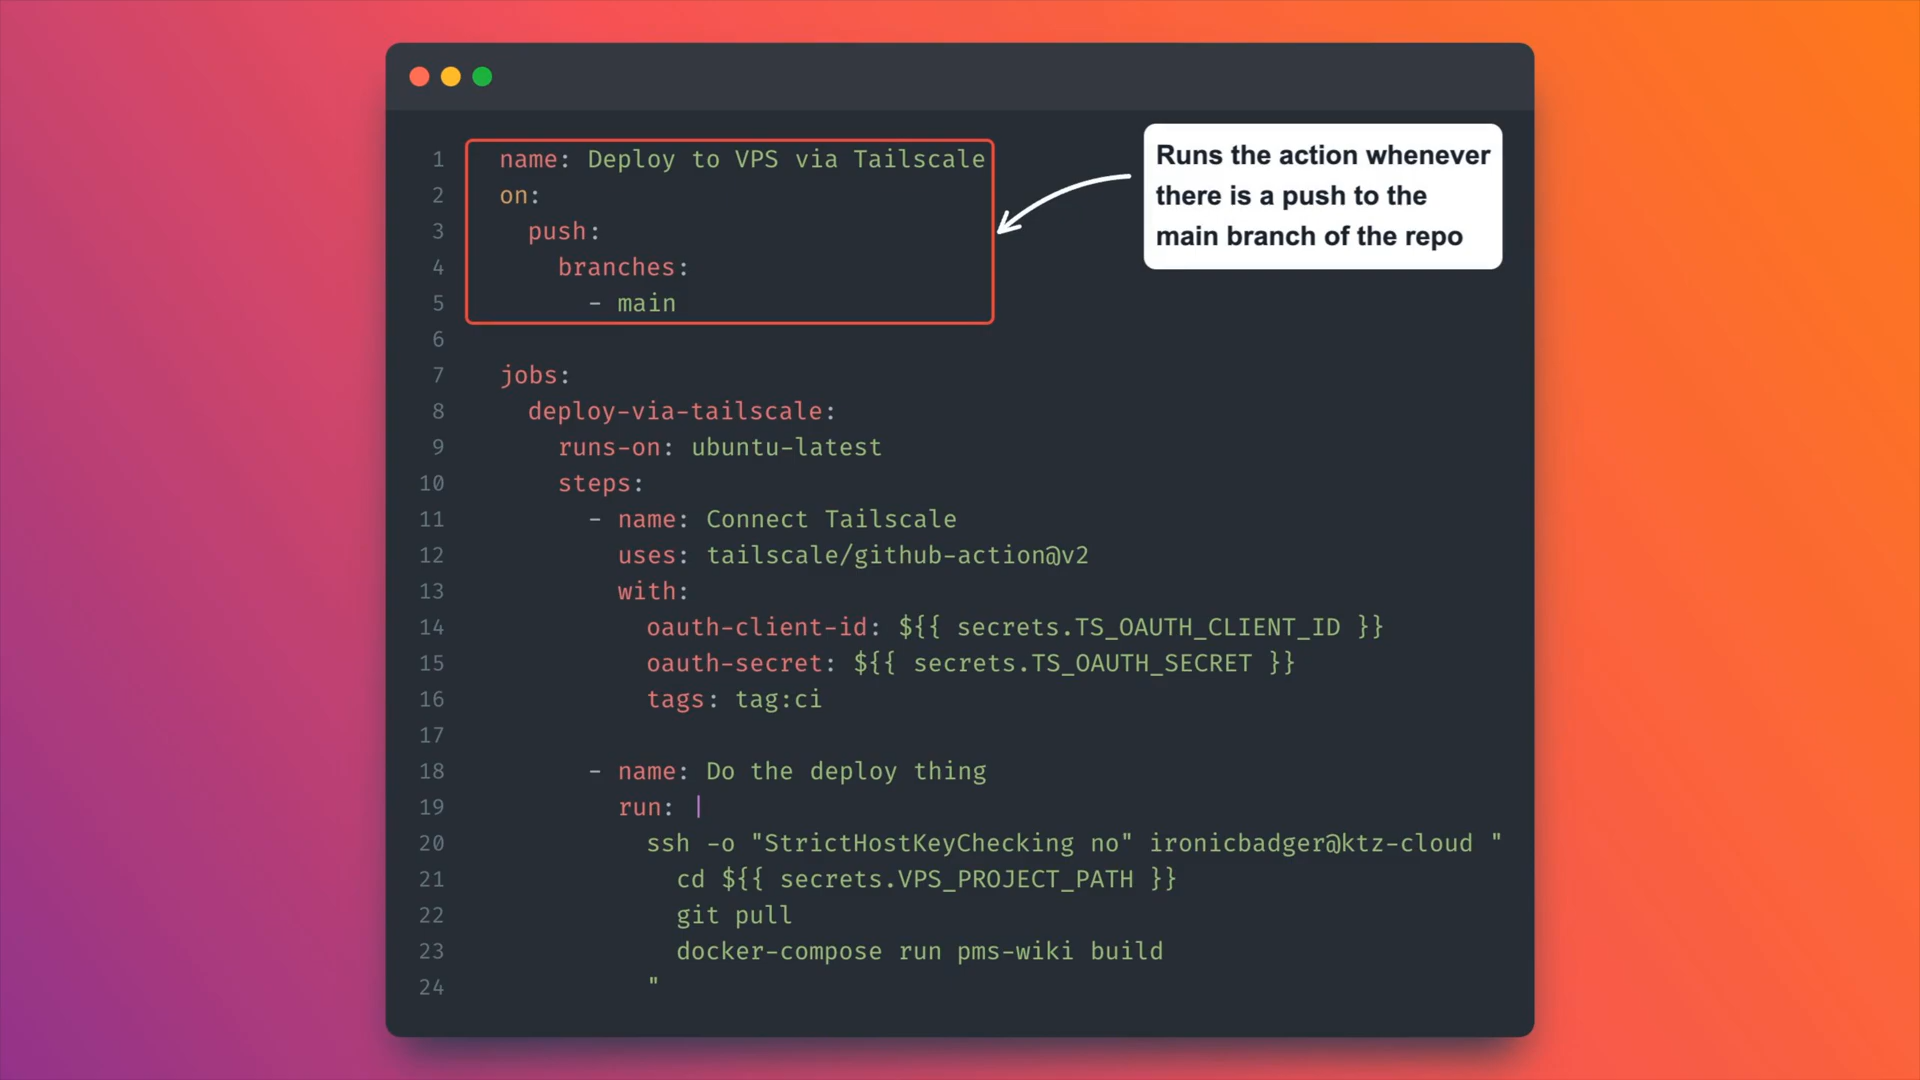 1 name: Deploy to VPS via Tailscale
2 on:
3 push:
4 branches:
5 - main
6
7 jobs:
8 deploy-via-tailscale:
9 runs-on: ubuntu-latest
10 steps:
11 - name: Connect Tailscale
12 uses: tailscale/github-action@v2
13 with:
14 oauth-client-id: ${{ secrets.TS_OAUTH_CLIENT_ID }}
15 oauth-secret: ${{ secrets.TS_OAUTH_SECRET }}
16 tags: tag:ci
17
18 - name: Do the deploy thing
19 run: |
20 ssh -o "StrictHostKeyChecking no" ironicbadger@ktz-cloud "
21 cd ${{ secrets.VPS_PROJECT_PATH }}
22 git pull
23 docker-compose run pms-wiki build
24 "
Runs the action whenever
there is a push to the
main branch of the repo